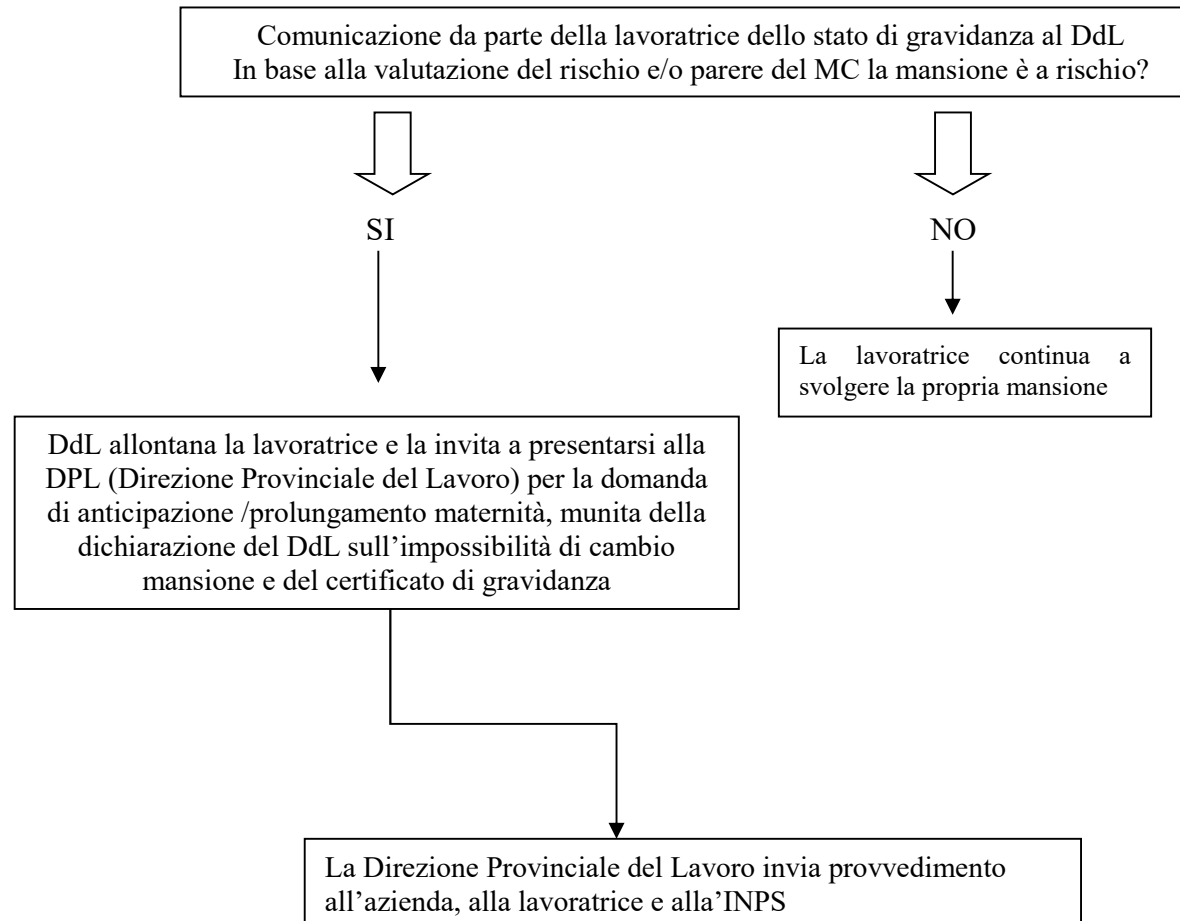 Comunicazione da parte della lavoratrice dello stato di gravidanza al DdL
In base alla valutazione del rischio e/o parere del MC la mansione è a rischio?
SI
NO
La lavoratrice continua a
svolgere la propria mansione
DdL allontana la lavoratrice e la invita a presentarsi alla
DPL (Direzione Provinciale del Lavoro) per la domanda
di anticipazione /prolungamento maternità, munita della
dichiarazione del DdL sull’impossibilità di cambio
mansione e del certificato di gravidanza
La Direzione Provinciale del Lavoro invia provvedimento
all’azienda, alla lavoratrice e alla’INPS